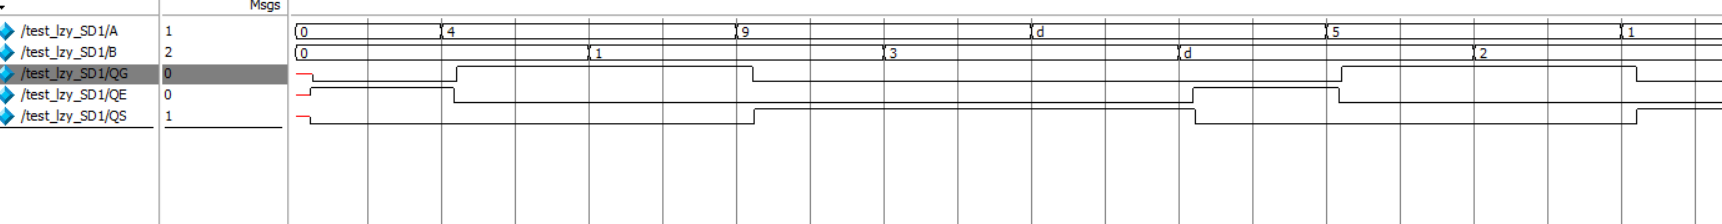 Msgs
/test_lzy_SD1/A 1 0 4 9 d 5 1
/test_lzy_SD1/B 2 0 1 3 d 2
/test_lzy_SD1/QG 0
/test_lzy_SD1/QE 0
/test_lzy_SD1/QS 1